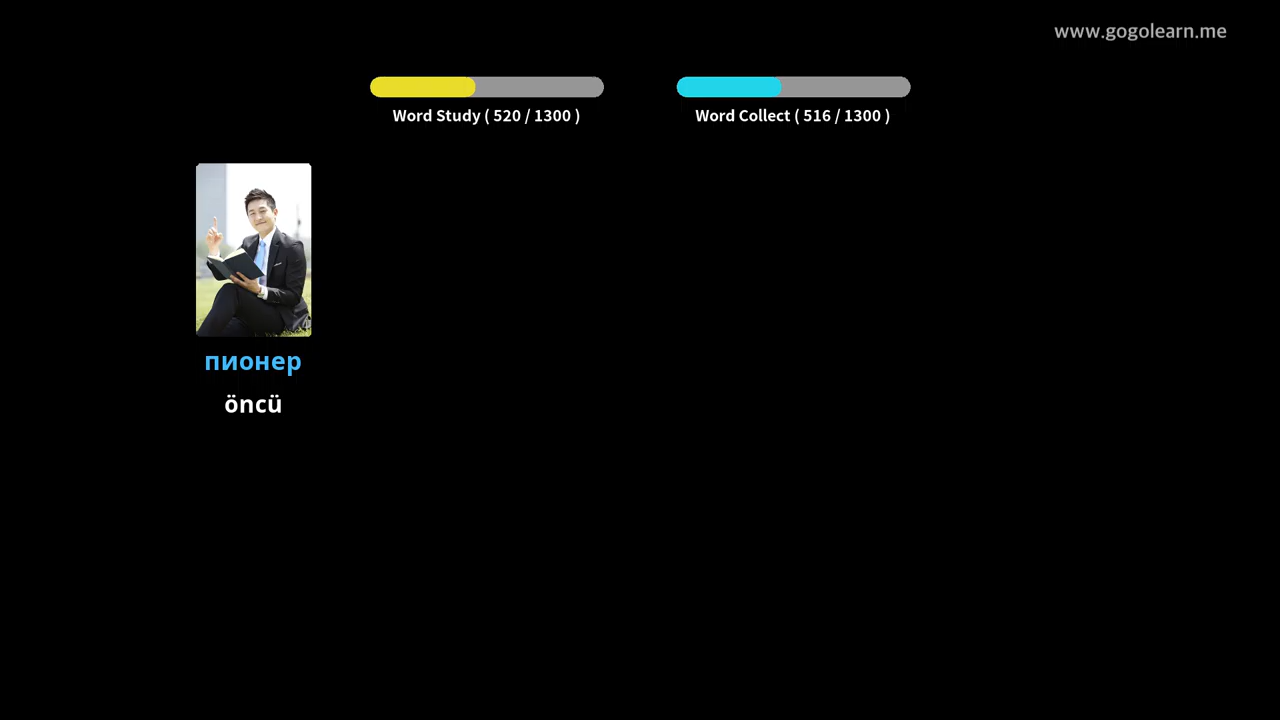 www.gogolearn.me
Word Study ( 520 / 1300 )
Word Collect ( 516 / 1300 )
пионер
öncü